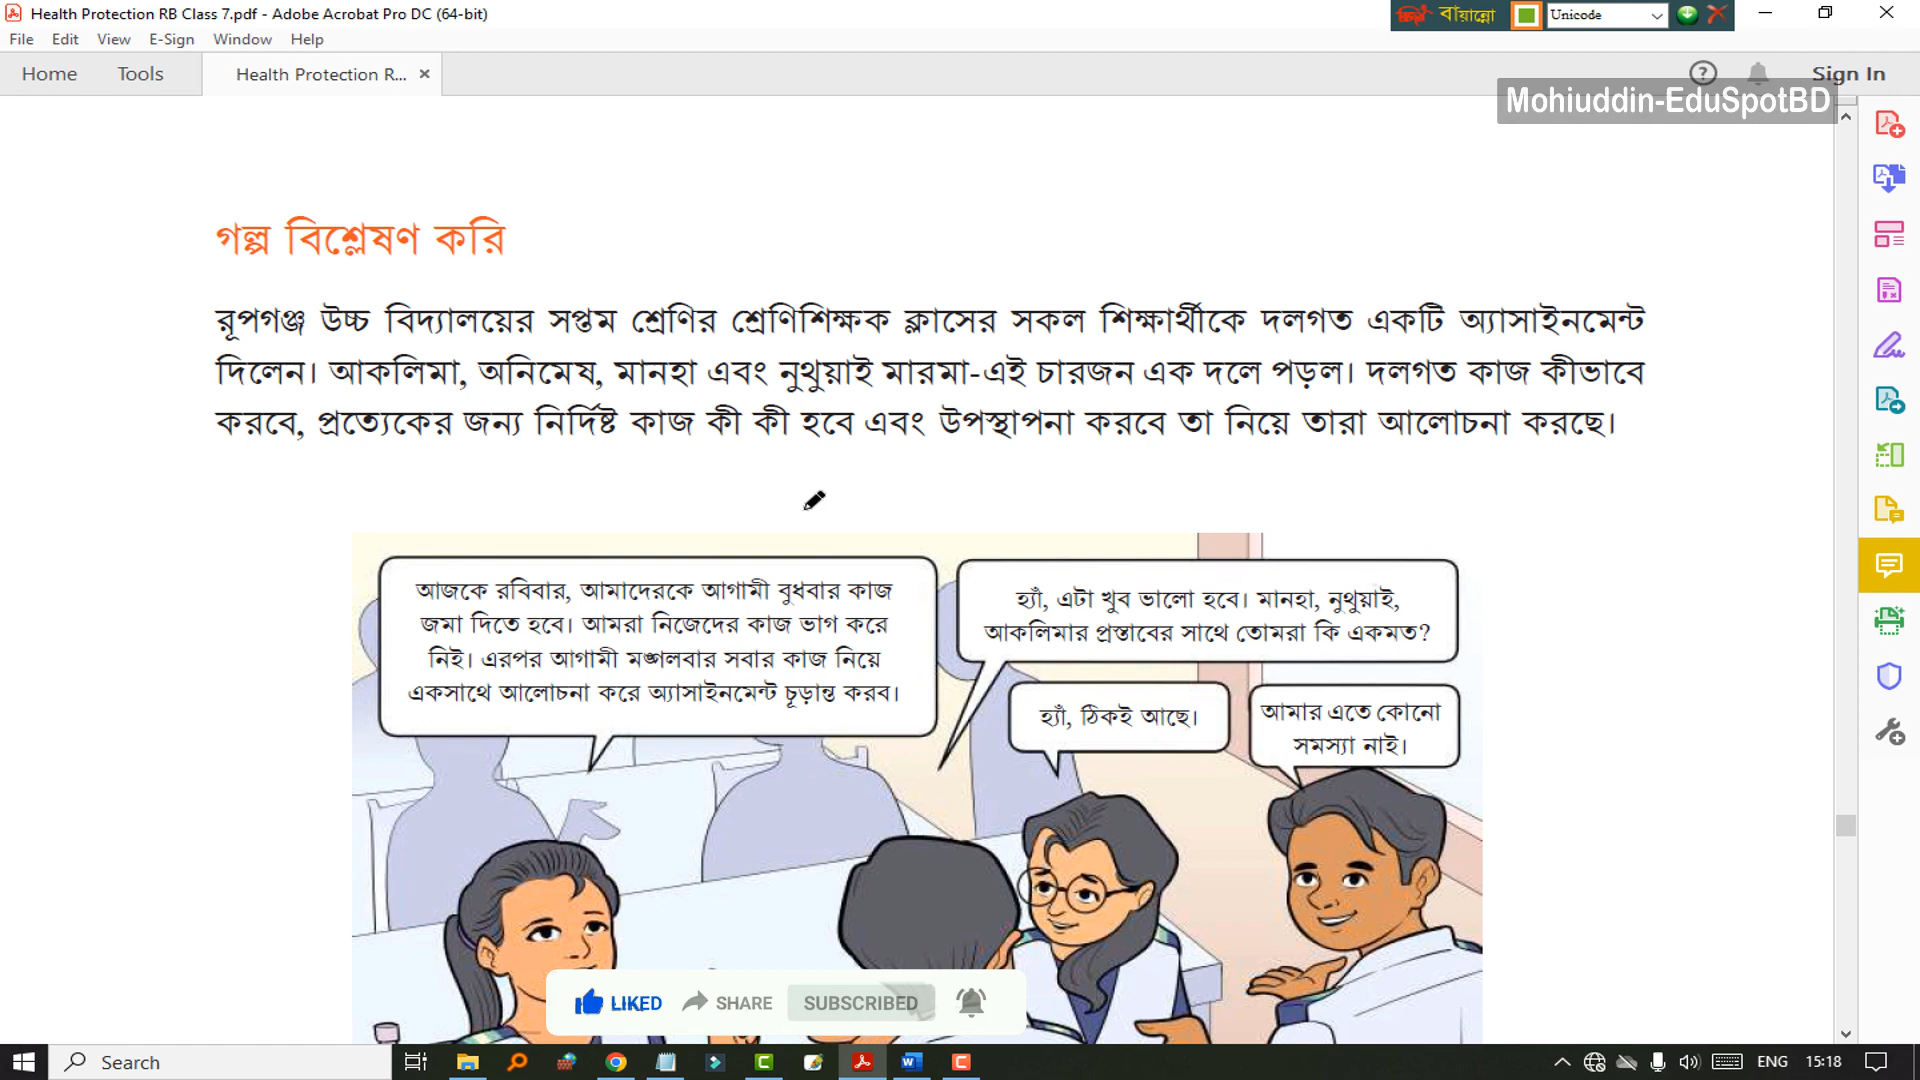 Health Protection RB Class 7.pdf - Adobe Acrobat Pro DC (64-bit)
বায়ান্নো
Unicode
File Edit View E-Sign Window Help
Home Tools Health Protection R... ×
Sign In
Mohiuddin-EduSpotBD
গল্প বিশ্লেষণ করি
রূপগঞ্জ উচ্চ বিদ্যালয়ের সপ্তম শ্রেণির শ্রেণিশিক্ষক ক্লাসের সকল শিক্ষার্থীকে দলগত একটি অ্যাসাইনমেন্ট
দিলেন। আকলিমা, অনিমেষ, মানহা এবং নুথুয়াই মারমা-এই চারজন এক দলে পড়ল। দলগত কাজ কীভাবে
করবে, প্রত্যেকের জন্য নির্দিষ্ট কাজ কী কী হবে এবং উপস্থাপনা করবে তা নিয়ে তারা আলোচনা করছে।
আজকে রবিবার, আমাদেরকে আগামী বুধবার কাজ
জমা দিতে হবে। আমরা নিজেদের কাজ ভাগ করে
নিই। এরপর আগামী মঙ্গলবার সবার কাজ নিয়ে
একসাথে আলোচনা করে অ্যাসাইনমেন্ট চূড়ান্ত করব।
হ্যাঁ, এটা খুব ভালো হবে। মানহা, নুথুয়াই,
আকলিমার প্রস্তাবের সাথে তোমরা কি একমত?
হ্যাঁ, ঠিকই আছে।
আমার এতে কোনো
সমস্যা নাই।
LIKED SHARE SUBSCRIBED
Search
ENG 15:18